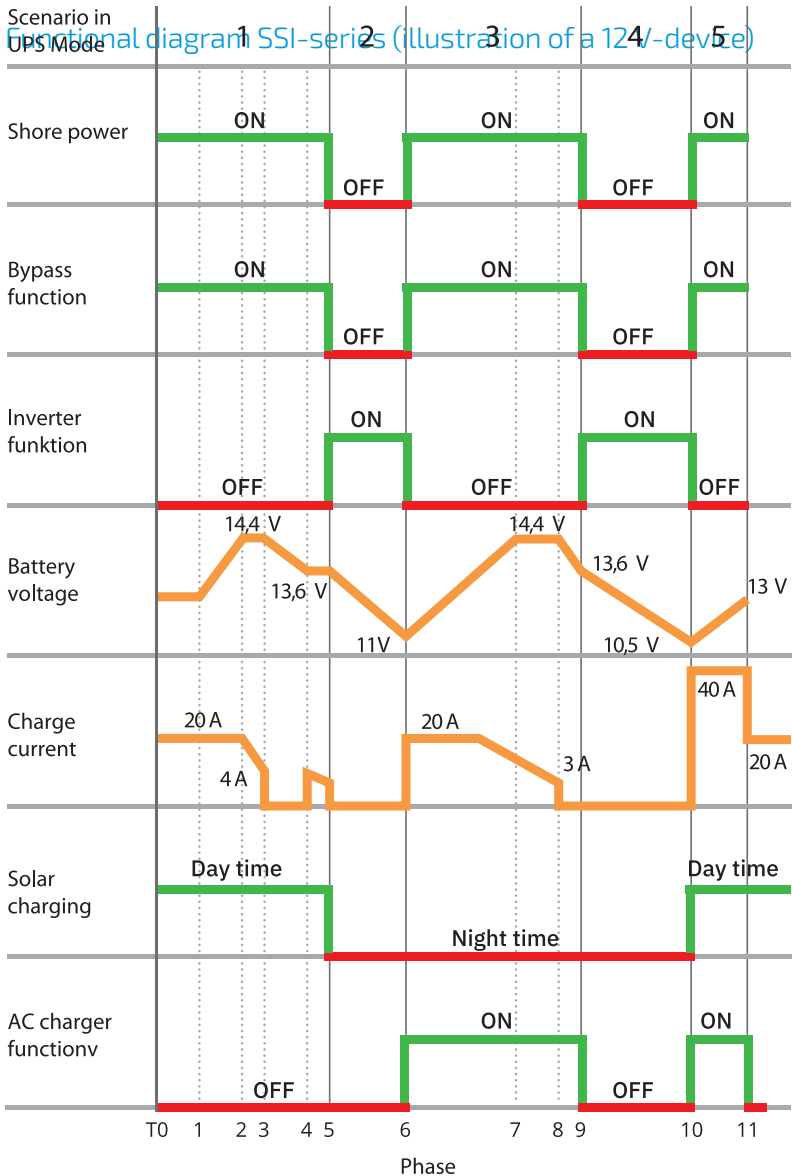 Scenario in
UPS Mode
Functional diagram SSI-series (illustration of a 12 V-device)
1 2 3 4 5
Shore power
ON ON ON
OFF OFF
Bypass
function
ON ON ON
OFF OFF
Inverter
funktion
ON ON
OFF OFF OFF
Battery
voltage
14,4 V 14,4 V
13,6 V 13,6 V 13 V
11V 10,5 V
Charge
current
20 A 20 A 40 A
4 A 3 A 20 A
Solar
charging
Day time Day time
Night time
AC charger
functionv
ON ON
OFF OFF
T0 1 2 3 4 5 6 7 8 9 10 11
Phase